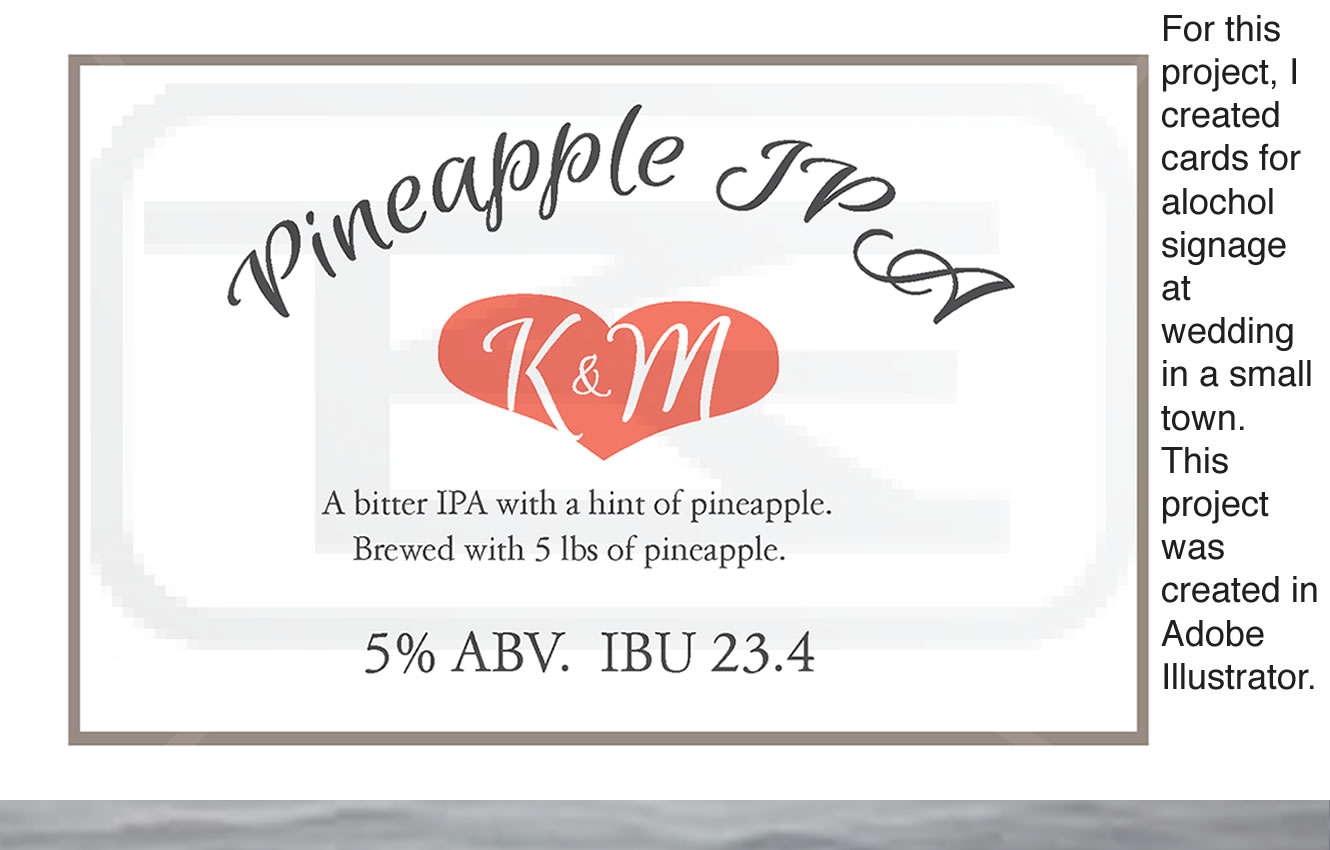 Pineapple IPA
K&M
A bitter IPA with a hint of pineapple.
Brewed with 5 lbs of pineapple.
5% ABV. IBU 23.4
For this
project, I
created
cards for
alochol
signage
at
wedding
in a small
town.
This
project
was
created in
Adobe
Illustrator.